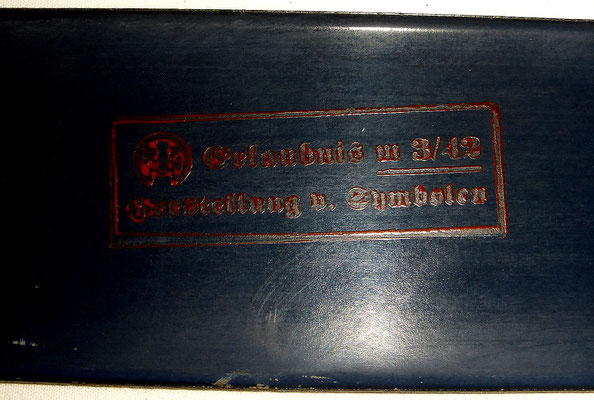 Erlaubnis m 3/42
Herstellung v. Symbolen